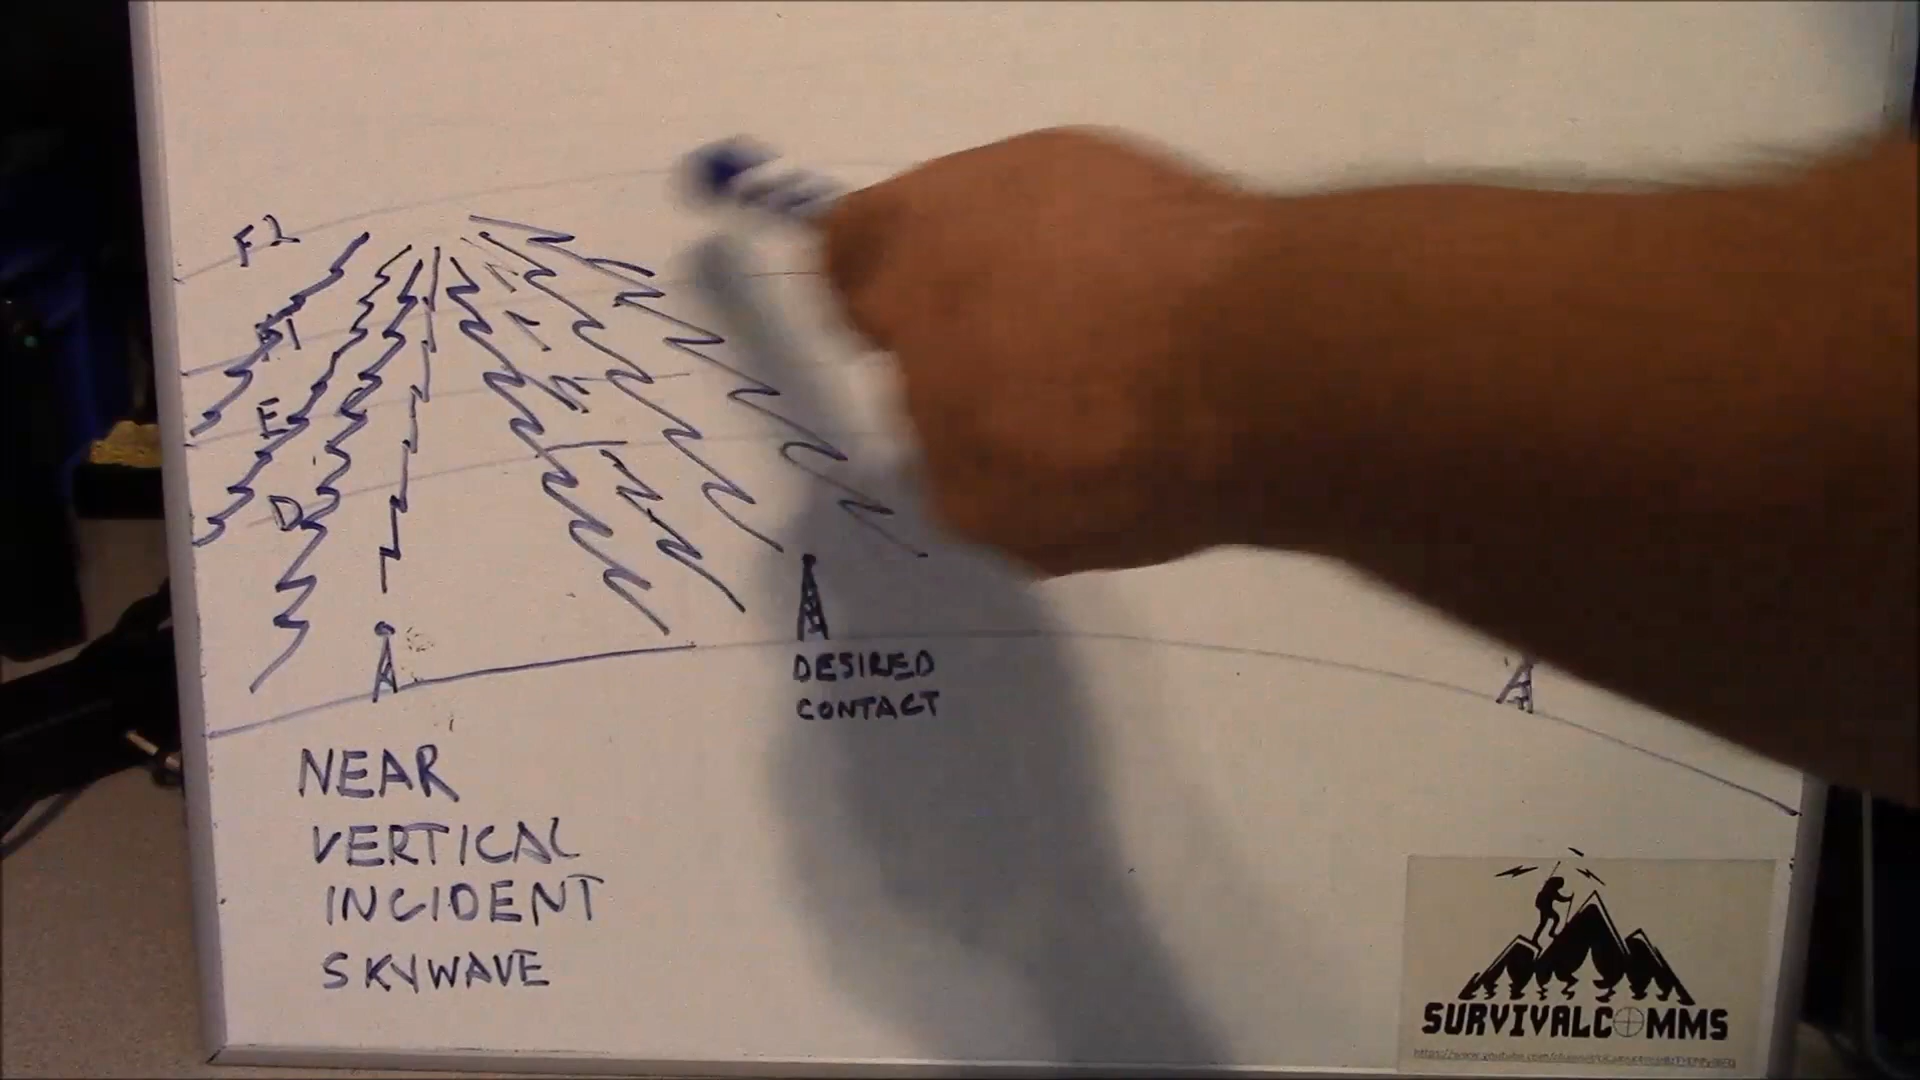 F2
F1
E
D
DESIRED
CONTACT
NEAR
VERTICAL
INCIDENT
SKYWAVE
SURVIVALCOMMS